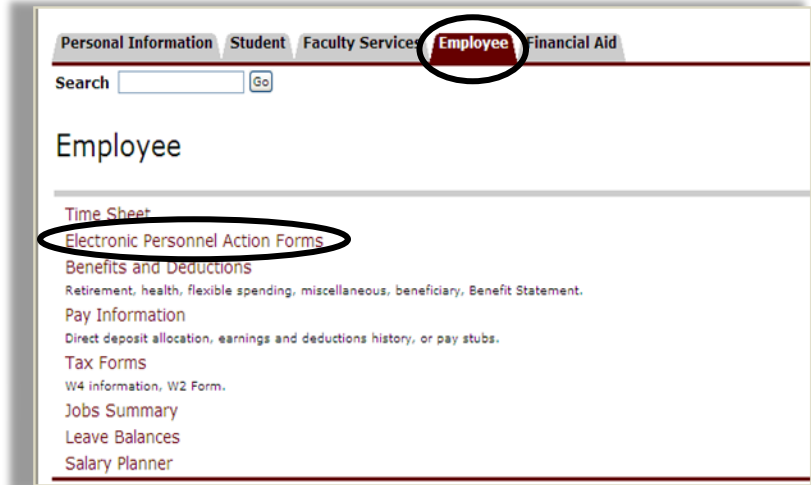 Personal Information Student Faculty Services Employee Financial Aid
Search Go
Employee
Time Sheet
Electronic Personnel Action Forms
Benefits and Deductions
Retirement, health, flexible spending, miscellaneous, beneficiary, Benefit Statement.
Pay Information
Direct deposit allocation, earnings and deductions history, or pay stubs.
Tax Forms
W4 information, W2 Form.
Jobs Summary
Leave Balances
Salary Planner